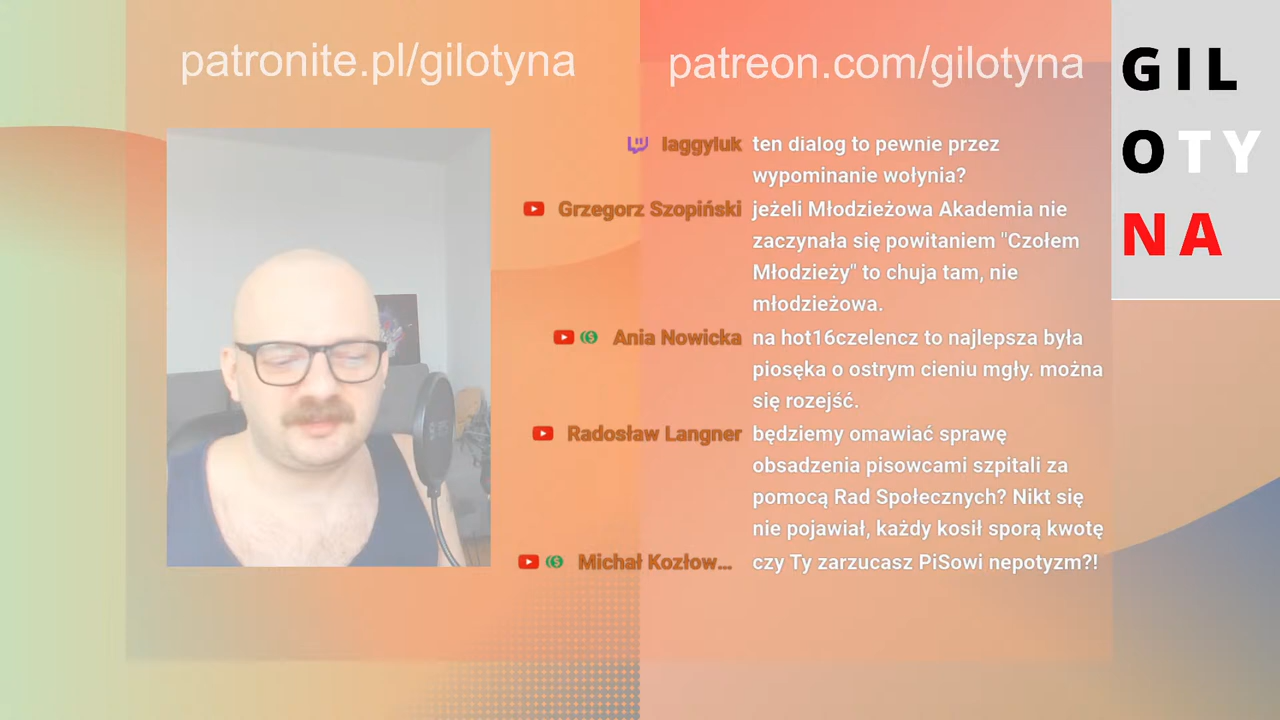 patronite.pl/gilotyna
patreon.com/gilotyna
GIL
OTY
NA
laggyluk ten dialog to pewnie przez
wypominanie wołynia?
Grzegorz Szopiński jeżeli Młodzieżowa Akademia nie
zaczynała się powitaniem "Czołem
Młodzieży" to chuja tam, nie
młodzieżowa.
Ania Nowicka na hot16czelencz to najlepsza była
piosęka o ostrym cieniu mgły. można
się rozejść.
Radosław Langner będziemy omawiać sprawę
obsadzenia pisowcami szpitali za
pomocą Rad Społecznych? Nikt się
nie pojawiał, każdy kosił sporą kwotę
Michał Kozłow... czy Ty zarzucasz PiSowi nepotyzm?!